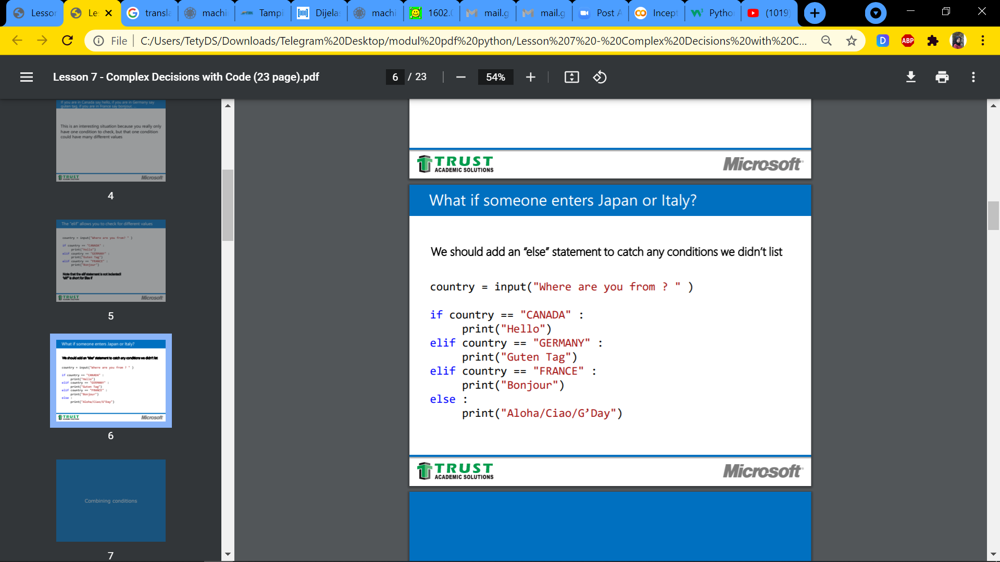 Lesson
Le
transla
machi
Tampi
Dijela
machi
1602.
mail.g
mail.g
Post A
Incept
Pytho
(1019)
File
C:/Users/TetyDS/Downloads/Telegram%20Desktop/modul%20pdf%20python/Lesson%207%20-%20Complex%20Decisions%20with%20C...
D
ABP
Lesson 7 - Complex Decisions with Code (23 page).pdf
6 / 23
54%
If you are in Canada say hello, if you are in Germany say
guten tag, if you are in France say bonjour, ...
This is an interesting situation because you really only
have one condition to check, but that one condition
could have many different values
TRUST
ACADEMIC SOLUTIONS
Microsoft
4
The "elif" allows you to check for different values
country = input("Where are you from? " )
if country == "CANADA" :
print("Hello")
elif country == "GERMANY" :
print("Guten Tag")
elif country == "FRANCE" :
print("Bonjour")
Note that the elif statement is not indented!
"elif" is short for Else if
TRUST
ACADEMIC SOLUTIONS
Microsoft
5
What if someone enters Japan or Italy?
We should add an "else" statement to catch any conditions we didn't list
country = input("Where are you from ? " )
if country == "CANADA" :
print("Hello")
elif country == "GERMANY" :
print("Guten Tag")
elif country == "FRANCE" :
print("Bonjour")
else :
print("Aloha/Ciao/G’Day")
TRUST
ACADEMIC SOLUTIONS
Microsoft
6
Combining conditions
7
TRUST
ACADEMIC SOLUTIONS
Microsoft
What if someone enters Japan or Italy?
We should add an “else” statement to catch any conditions we didn’t list
country = input("Where are you from ? " )
if country == "CANADA" :
print("Hello")
elif country == "GERMANY" :
print("Guten Tag")
elif country == "FRANCE" :
print("Bonjour")
else :
print("Aloha/Ciao/G’Day")
TRUST
ACADEMIC SOLUTIONS
Microsoft